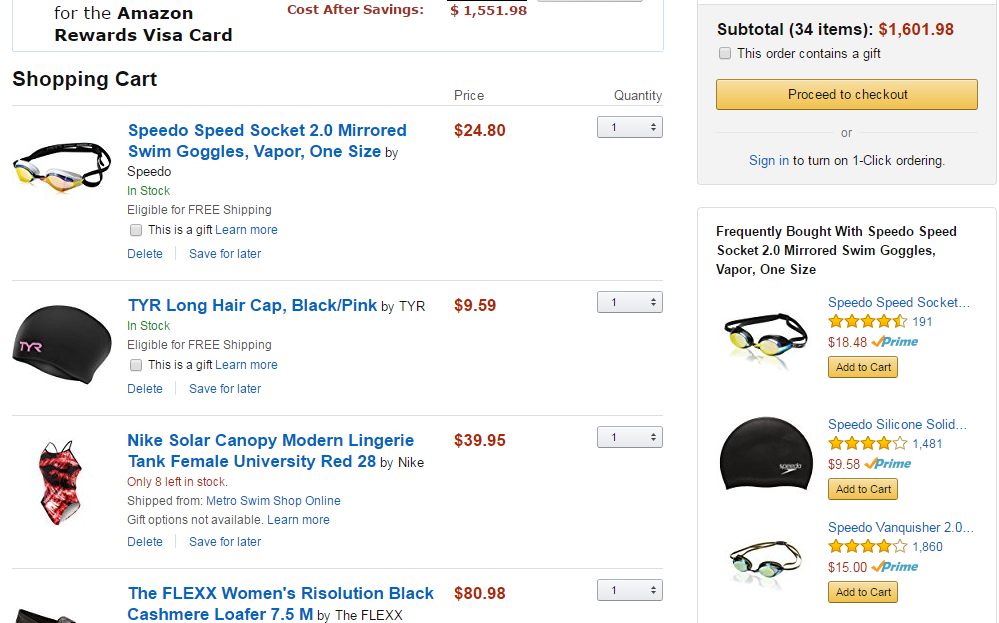 for the Amazon
Rewards Visa Card
Cost After Savings: $ 1,551.98
Shopping Cart
Price Quantity
Speedo Speed Socket 2.0 Mirrored
Swim Goggles, Vapor, One Size by
Speedo
$24.80
1
In Stock
Eligible for FREE Shipping
This is a gift Learn more
Delete Save for later
TYR
TYR Long Hair Cap, Black/Pink by TYR
$9.59
1
In Stock
Eligible for FREE Shipping
This is a gift Learn more
Delete Save for later
Nike Solar Canopy Modern Lingerie
Tank Female University Red 28 by Nike
$39.95
1
Only 8 left in stock.
Shipped from: Metro Swim Shop Online
Gift options not available. Learn more
Delete Save for later
The FLEXX Women's Risolution Black
Cashmere Loafer 7.5 M by The FLEXX
$80.98
1
Subtotal (34 items): $1,601.98
This order contains a gift
Proceed to checkout
or
Sign in to turn on 1-Click ordering.
Frequently Bought With Speedo Speed
Socket 2.0 Mirrored Swim Goggles,
Vapor, One Size
Speedo Speed Socket...
191
$18.48 Prime
Add to Cart
speedo
Speedo Silicone Solid...
1,481
$9.58 Prime
Add to Cart
Speedo Vanquisher 2.0...
1,860
$15.00 Prime
Add to Cart